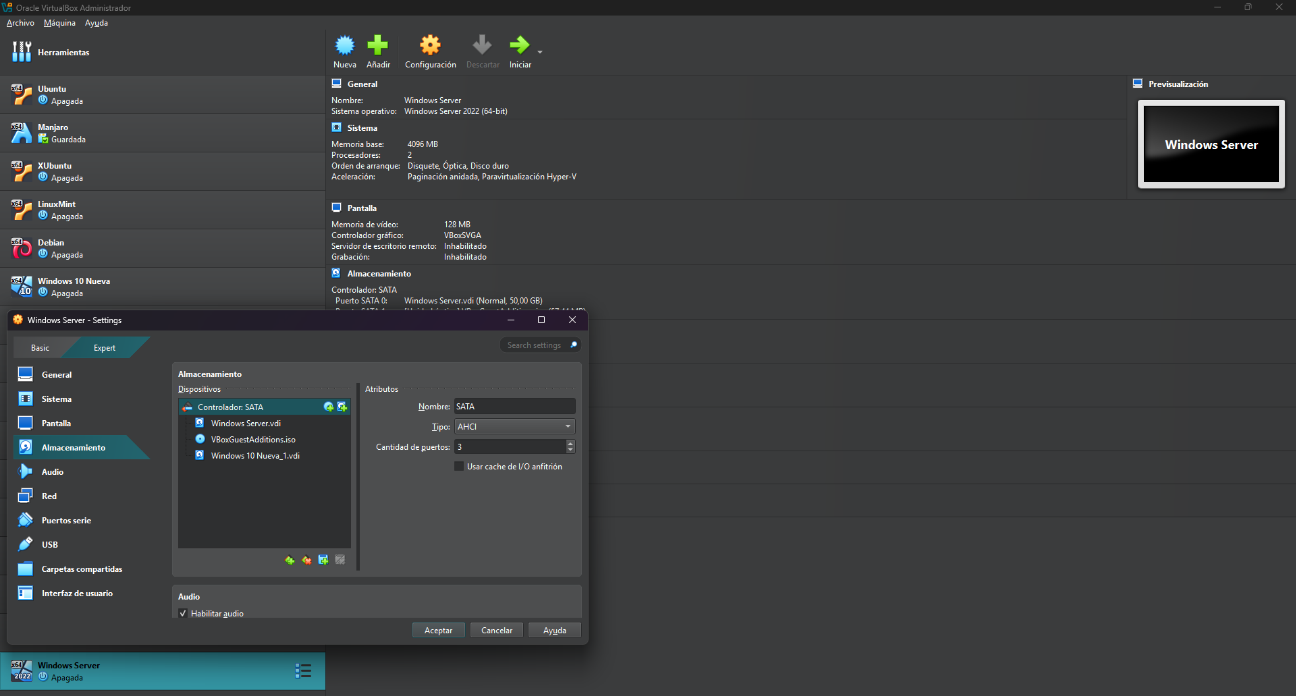 Oracle VirtualBox Administrador
Archivo Máquina Ayuda
Herramientas
Nueva Añadir Configuración Descartar Iniciar
Ubuntu
Apagada
Manjaro
Guardada
XUbuntu
Apagada
LinuxMint
Apagada
Debian
Apagada
Windows 10 Nueva
Apagada
General
Nombre: Windows Server
Sistema operativo: Windows Server 2022 (64-bit)
Sistema
Memoria base: 4096 MB
Procesadores: 2
Orden de arranque: Disquete, Óptica, Disco duro
Aceleración: Paginación anidada, Paravirtualización Hyper-V
Pantalla
Memoria de vídeo: 128 MB
Controlador gráfico: VBoxSVGA
Servidor de escritorio remoto: Inhabilitado
Grabación: Inhabilitado
Almacenamiento
Controlador: SATA
Puerto SATA 0: Windows Server.vdi (Normal, 50,00 GB)
Previsualización
Windows Server
Windows Server - Settings
Basic Expert
Search settings
General
Sistema
Pantalla
Almacenamiento
Audio
Red
Puertos serie
USB
Carpetas compartidas
Interfaz de usuario
Almacenamiento
Dispositivos
Controlador: SATA
Windows Server.vdi
VBoxGuestAdditions.iso
Windows 10 Nueva_1.vdi
Atributos
Nombre: SATA
Tipo: AHCI
Cantidad de puertos: 3
Usar cache de I/O anfitrión
Audio
Habilitar audio
Aceptar Cancelar Ayuda
Windows Server
Apagada